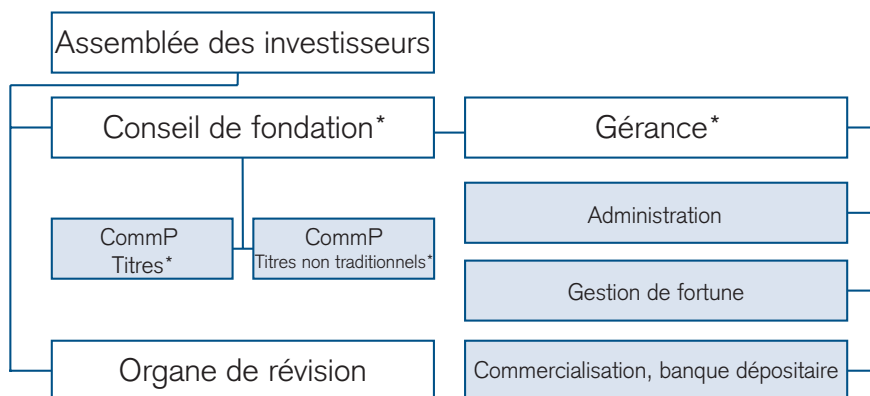 Assemblée des investisseurs
Conseil de fondation*
Gérance*
CommP
Titres*
CommP
Titres non traditionnels*
Administration
Gestion de fortune
Organe de révision
Commercialisation, banque dépositaire